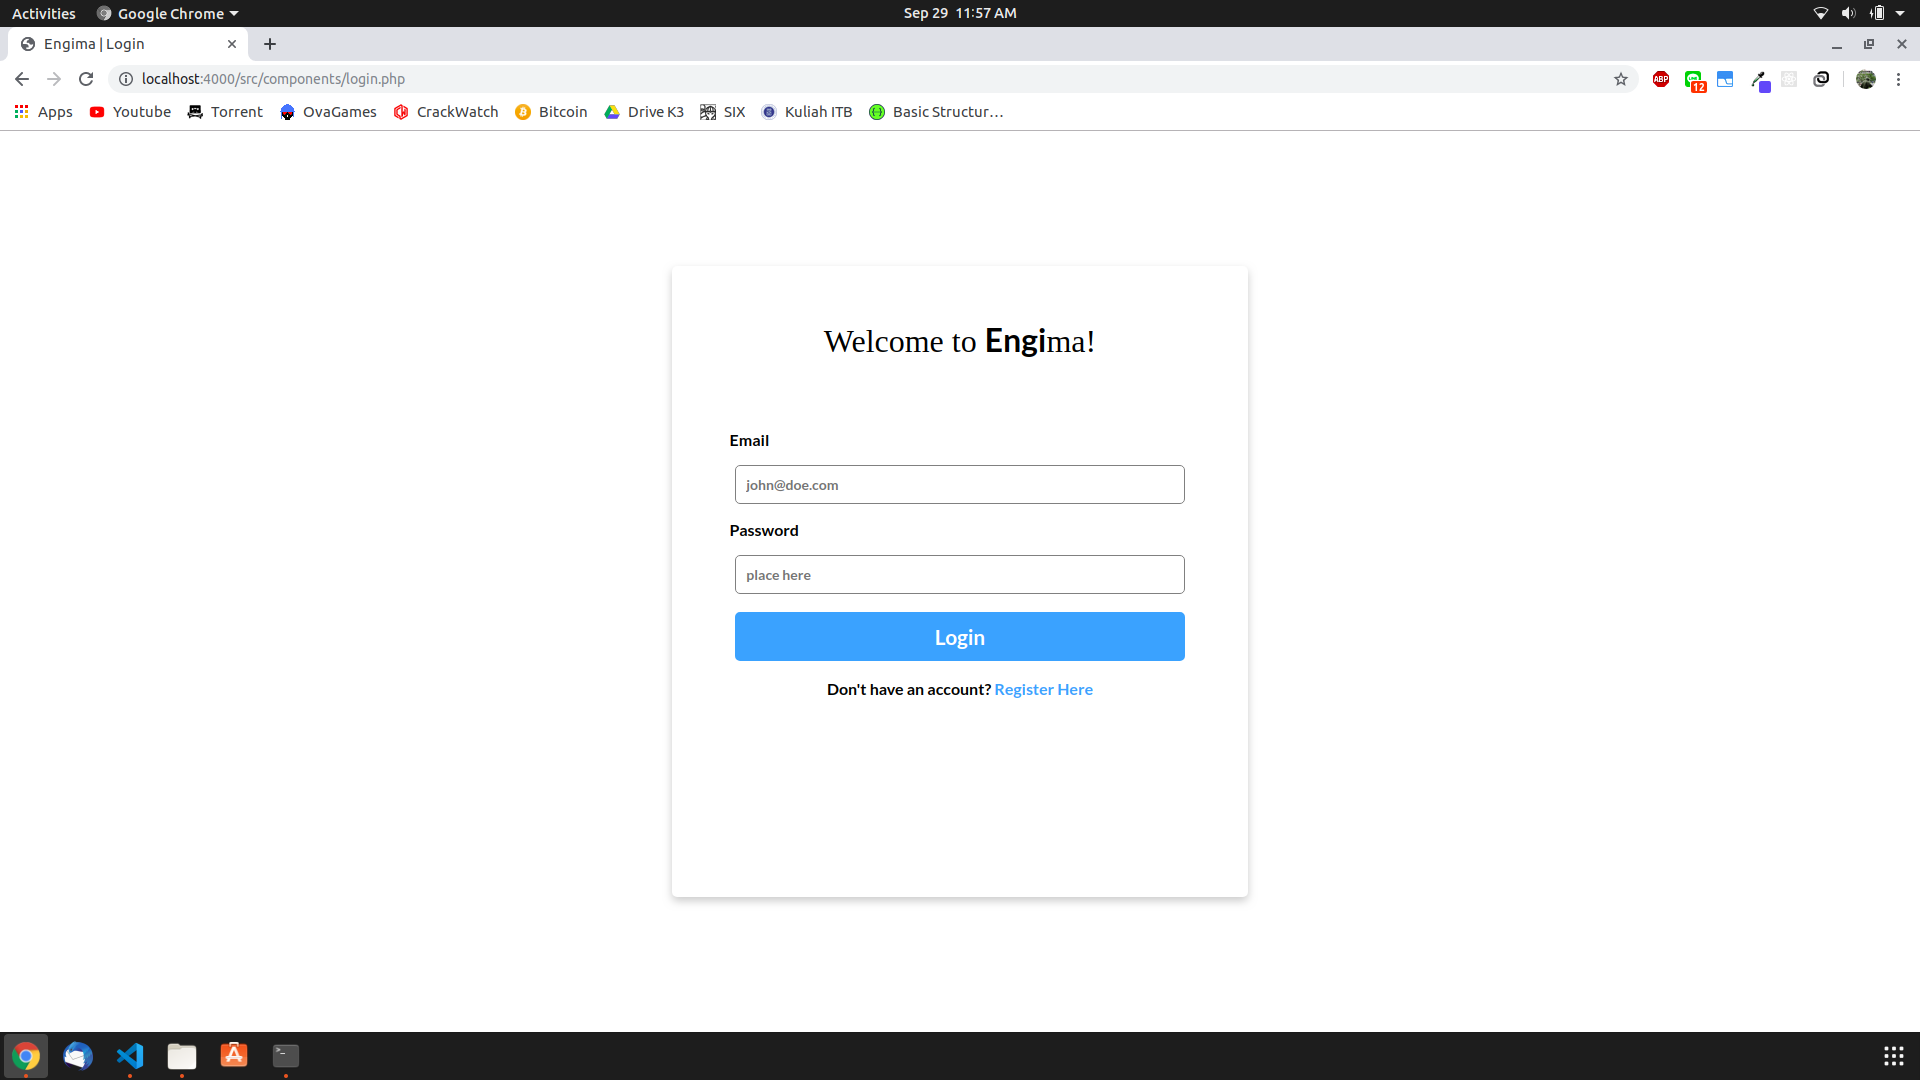 Activities Google Chrome Sep 29 11:57 AM
Engima | Login
localhost:4000/src/components/login.php ABP 12
Apps Youtube Torrent OvaGames CrackWatch Bitcoin Drive K3 SIX Kuliah ITB Basic Structur…
Welcome to Engima!
Email
john@doe.com
Password
place here
Login
Don't have an account? Register Here